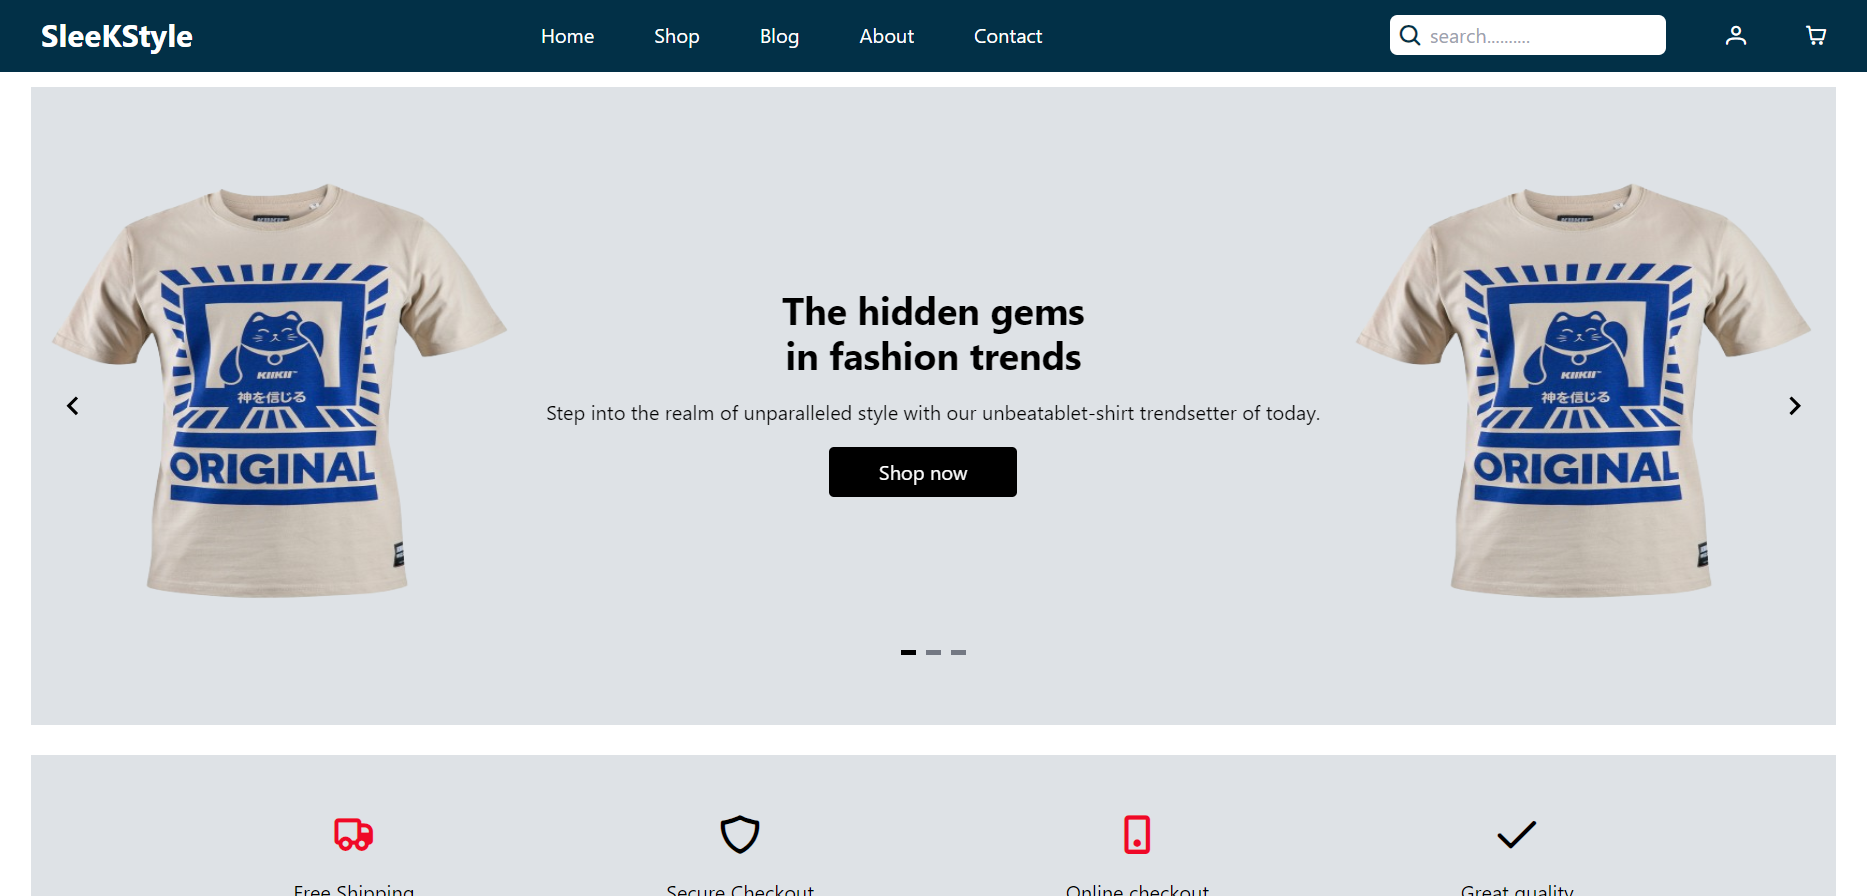 SleeKStyle
Home
Shop
Blog
About
Contact
search..........
KIIKII™
神を信じる
ORIGINAL
The hidden gems
in fashion trends
Step into the realm of unparalleled style with our unbeatablet-shirt trendsetter of today.
Shop now
KIIKII™
神を信じる
ORIGINAL
Free Shipping
Secure Checkout
Online checkout
Great quality